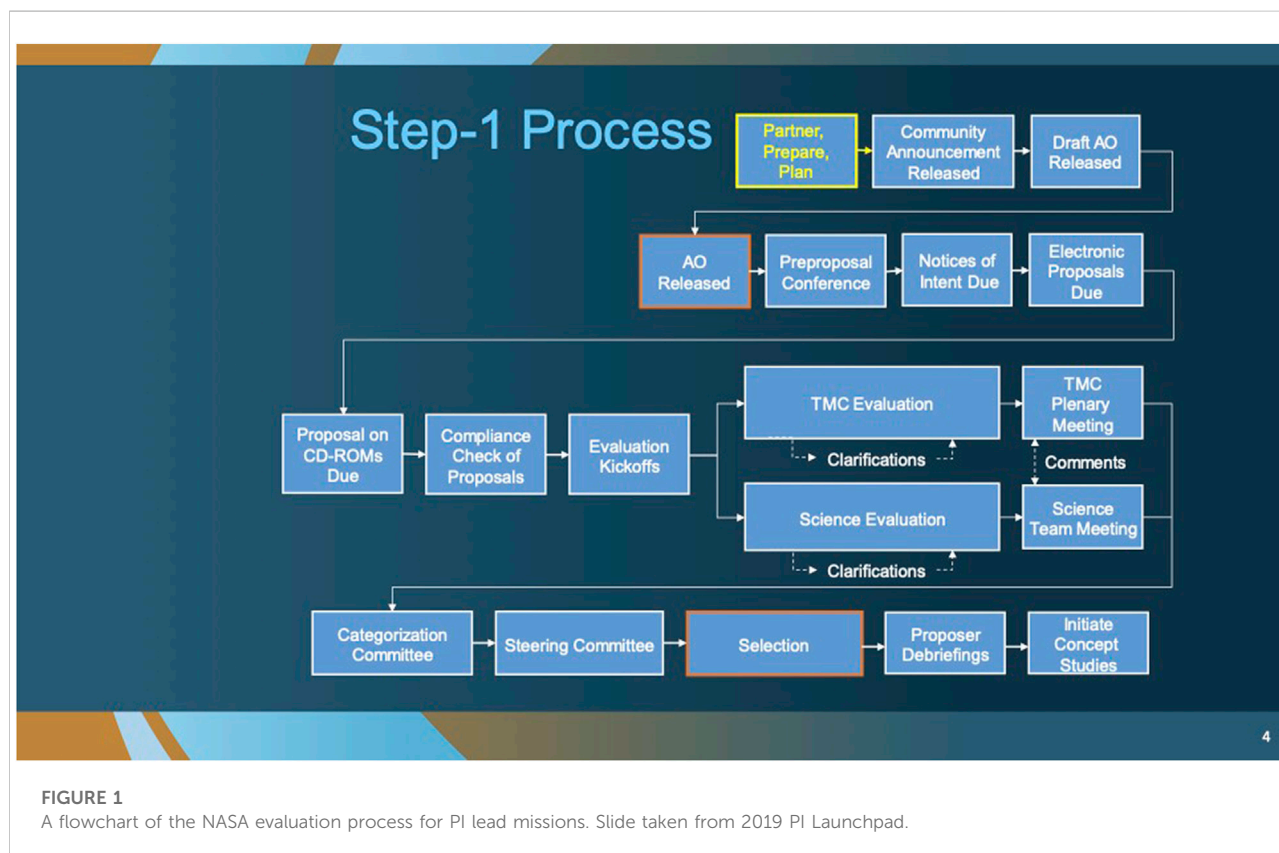 Step-1 Process
Partner,
Prepare,
Plan
Community
Announcement
Released
Draft AO
Released
AO
Released
Preproposal
Conference
Notices of
Intent Due
Electronic
Proposals
Due
Proposal on
CD-ROMs
Due
Compliance
Check of
Proposals
Evaluation
Kickoffs
TMC Evaluation
Clarifications
TMC
Plenary
Meeting
Comments
Science Evaluation
Clarifications
Science
Team Meeting
Categorization
Committee
Steering Committee
Selection
Proposer
Debriefings
Initiate
Concept
Studies
4
FIGURE 1
A flowchart of the NASA evaluation process for PI lead missions. Slide taken from 2019 PI Launchpad.